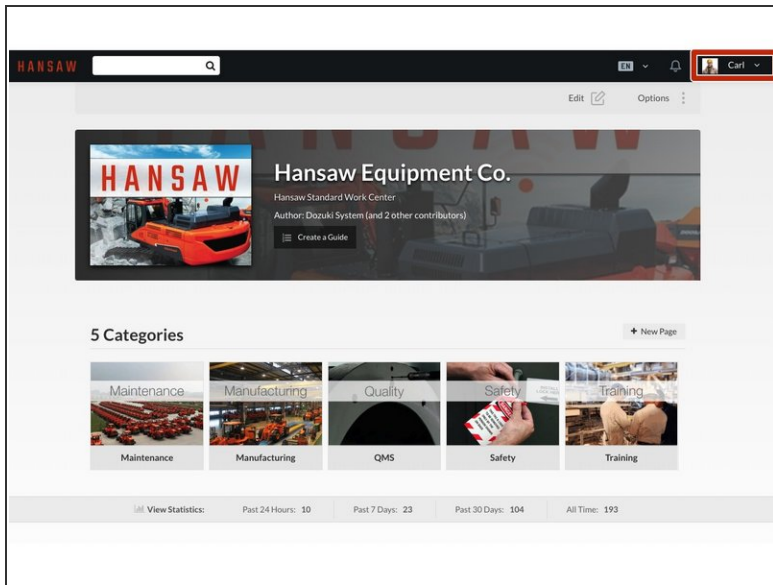 HANSAW
EN
Carl
Edit
Options
HANSAW
Hansaw Equipment Co.
Hansaw Standard Work Center
Author: Dozuki System (and 2 other contributors)
Create a Guide
5 Categories
+ New Page
Maintenance
Manufacturing
Quality
Safety
Training
Maintenance
Manufacturing
QMS
Safety
Training
View Statistics:
Past 24 Hours: 10
Past 7 Days: 23
Past 30 Days: 104
All Time: 193